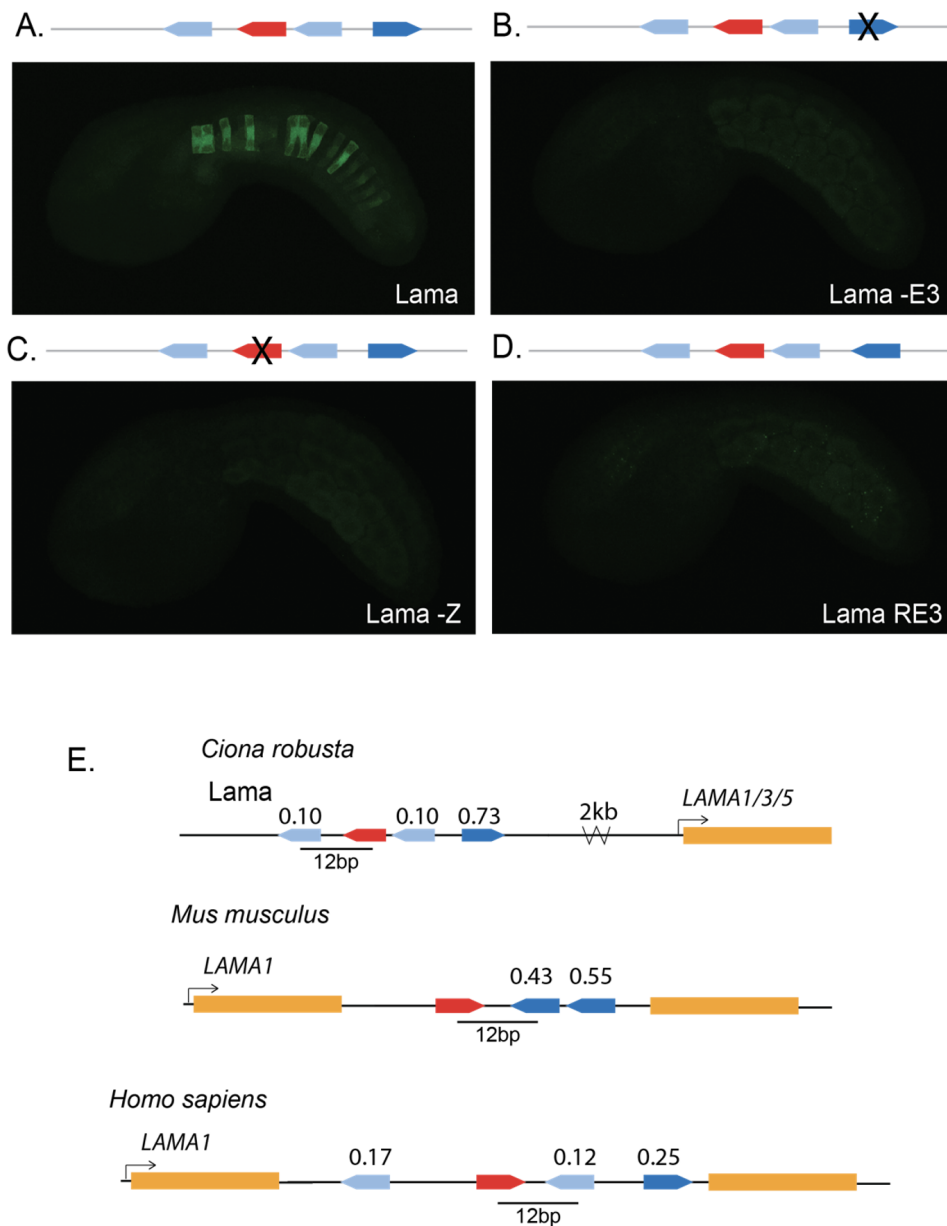 A.
Lama
B.
X
Lama -E3
C.
X
Lama -Z
D.
Lama RE3
E.
Ciona robusta
Lama
0.10 0.10 0.73 2kb LAMA1/3/5
12bp
Mus musculus
LAMA1 0.43 0.55
12bp
Homo sapiens
LAMA1 0.17 0.12 0.25
12bp